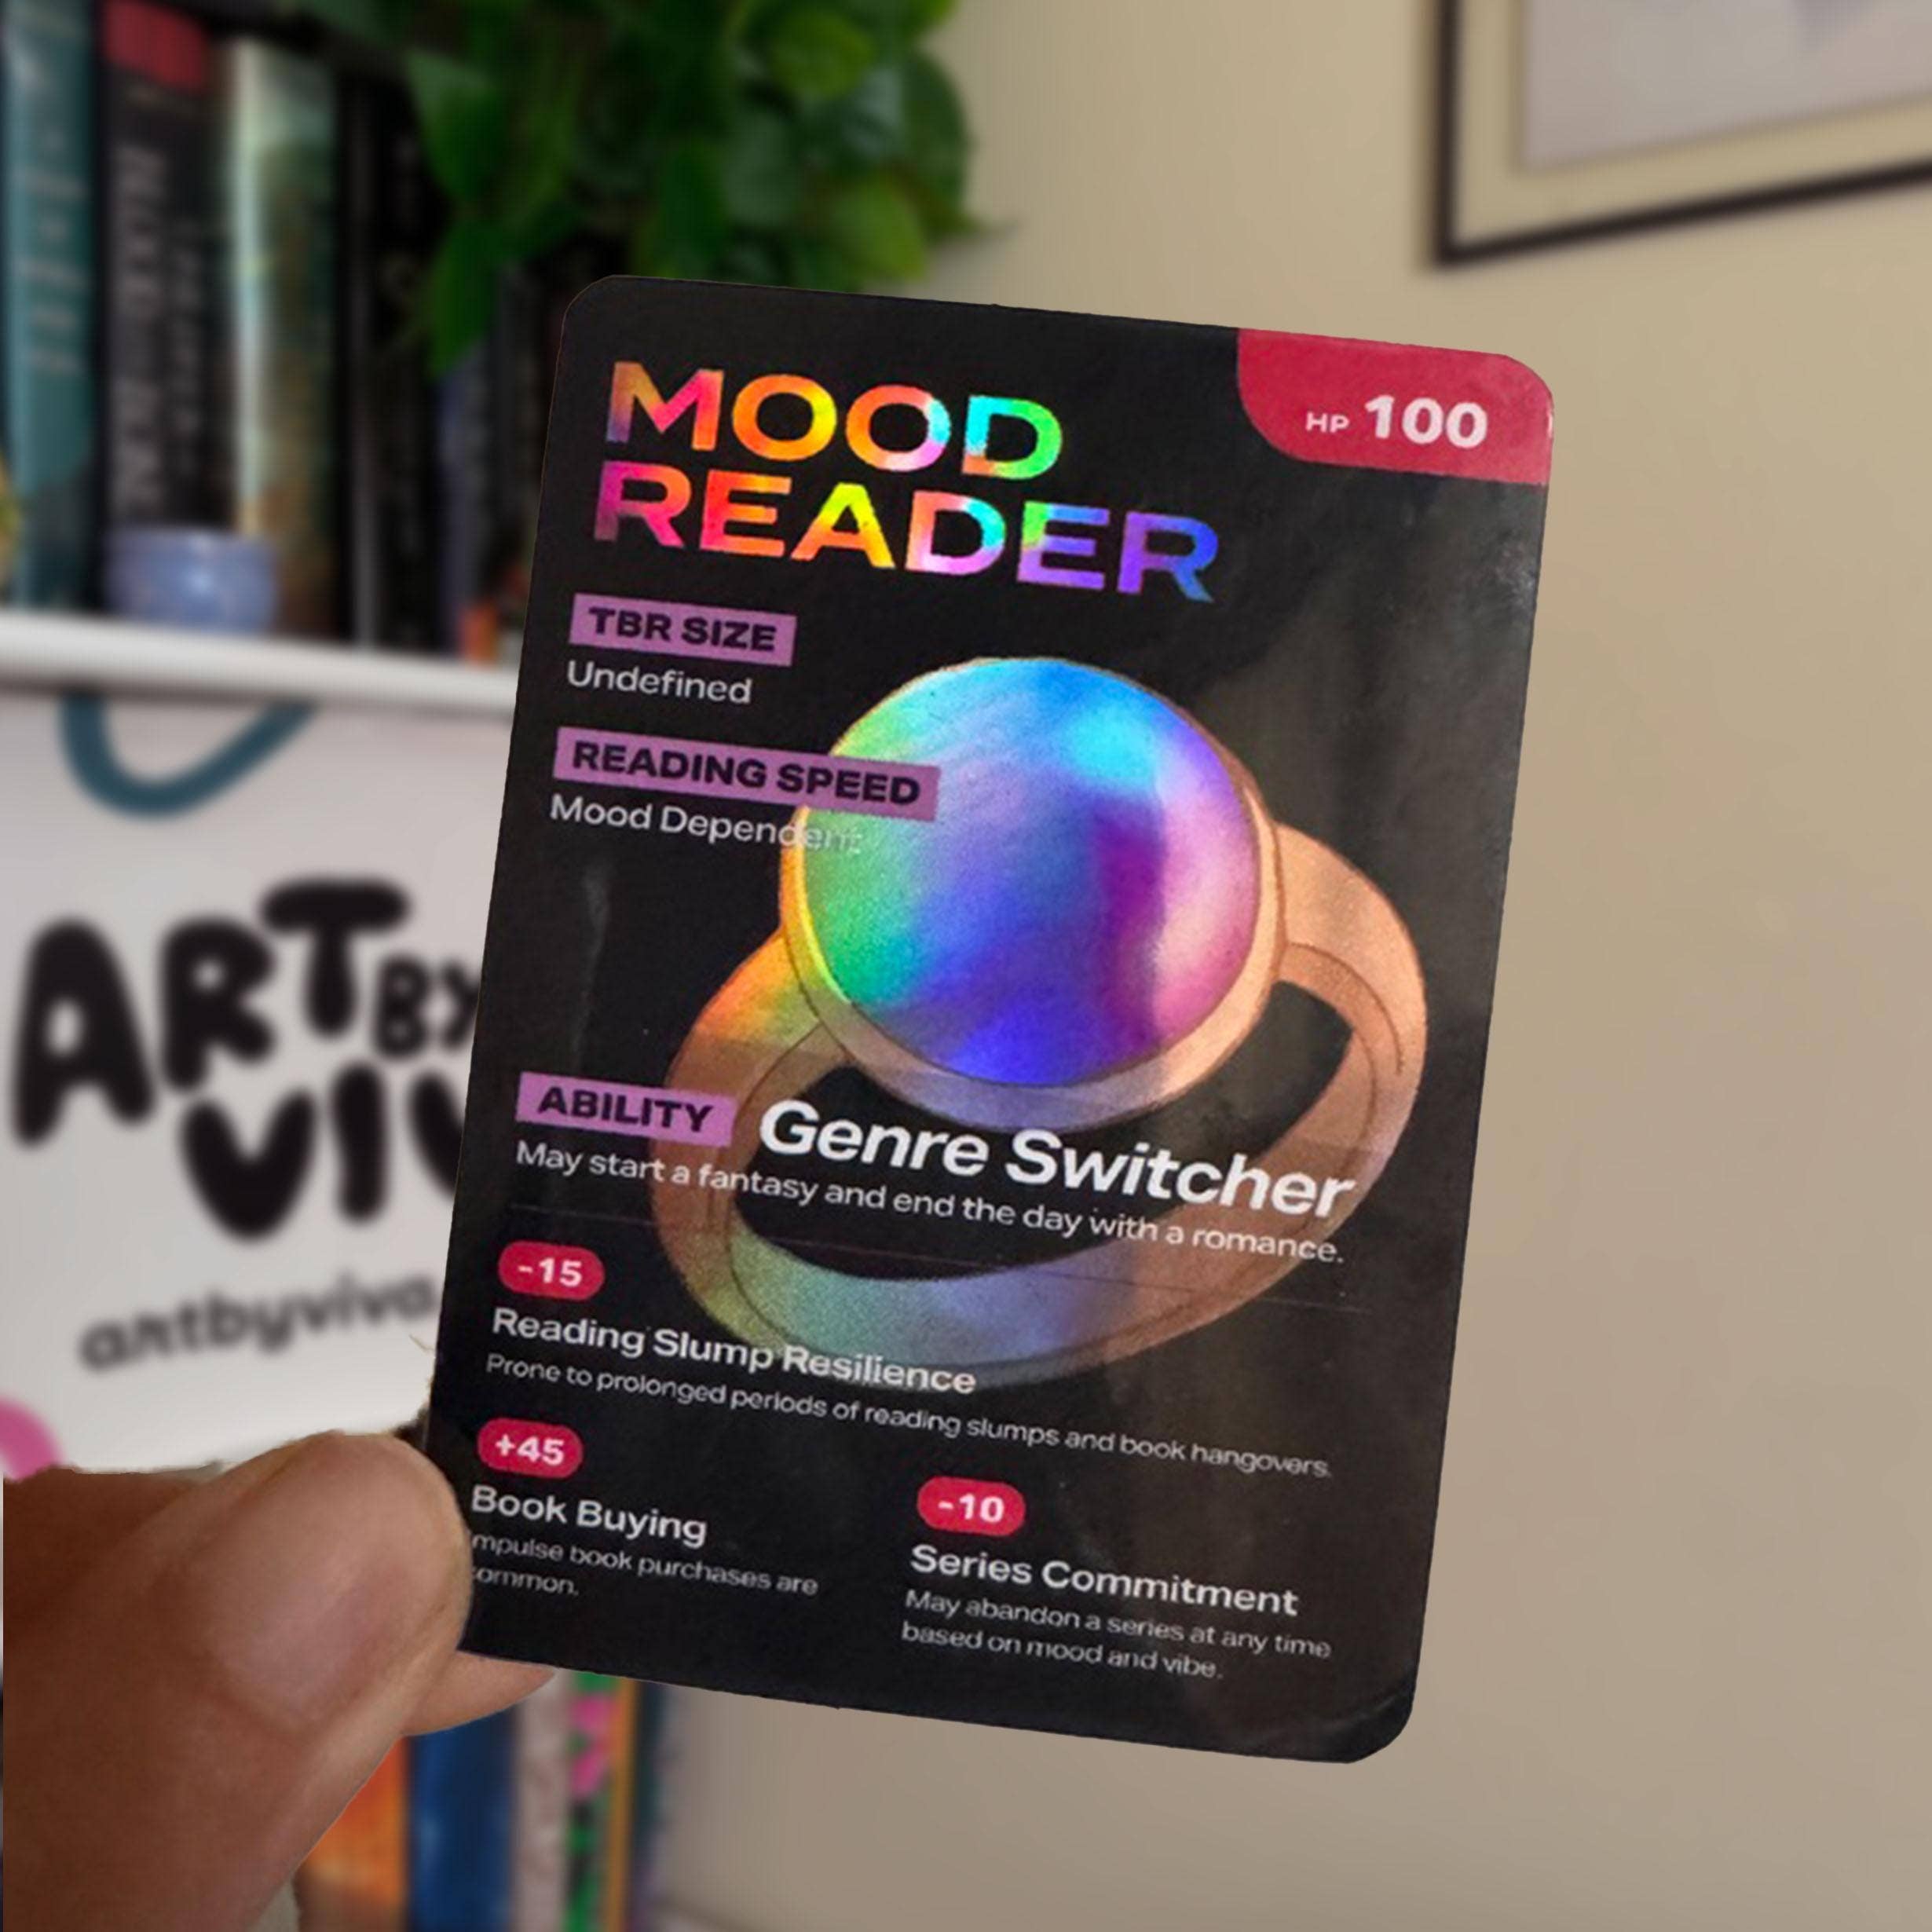 MOOD
READER
HP 100
TBR SIZE
Undefined
READING SPEED
Mood Dependent
ABILITY Genre Switcher
May start a fantasy and end the day with a romance.
-15
Reading Slump Resilience
Prone to prolonged periods of reading slumps and book hangovers.
+45
Book Buying
mpulse book purchases are
ommon.
-10
Series Commitment
May abandon a series at any time
based on mood and vibe.
ART BY
VIV
artbyviva